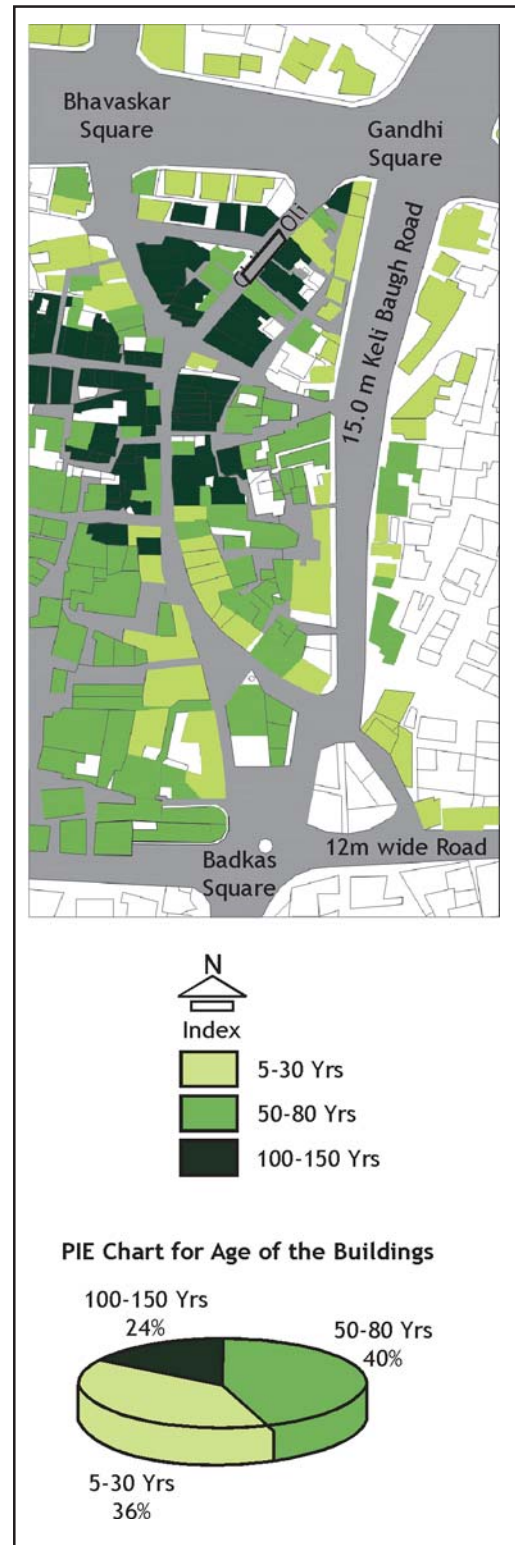 Bhavaskar
Square
Gandhi
Square
Oli
15.0 m Keli Baugh Road
12m wide Road
Badkas
Square
N
Index
5-30 Yrs
50-80 Yrs
100-150 Yrs
PIE Chart for Age of the Buildings
100-150 Yrs
24%
50-80 Yrs
40%
5-30 Yrs
36%